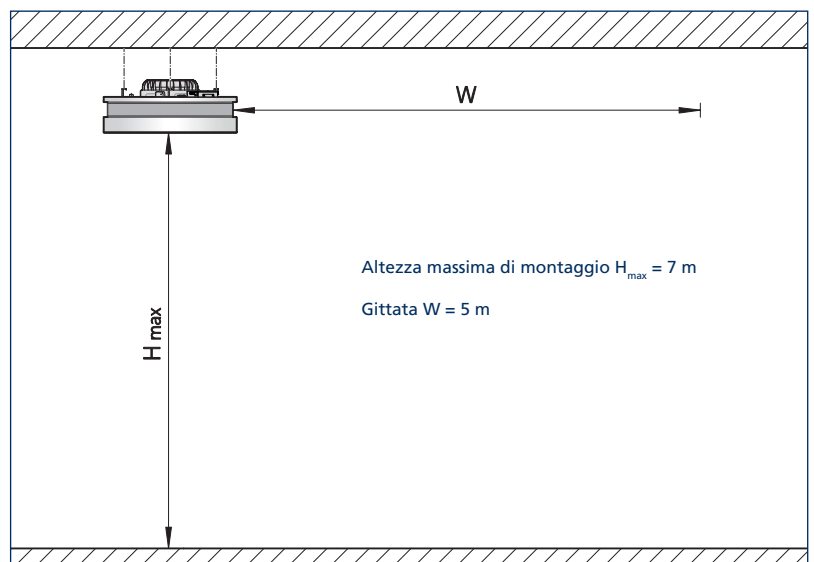 W
Altezza massima di montaggio Hmax = 7 m
Gittata W = 5 m
H max